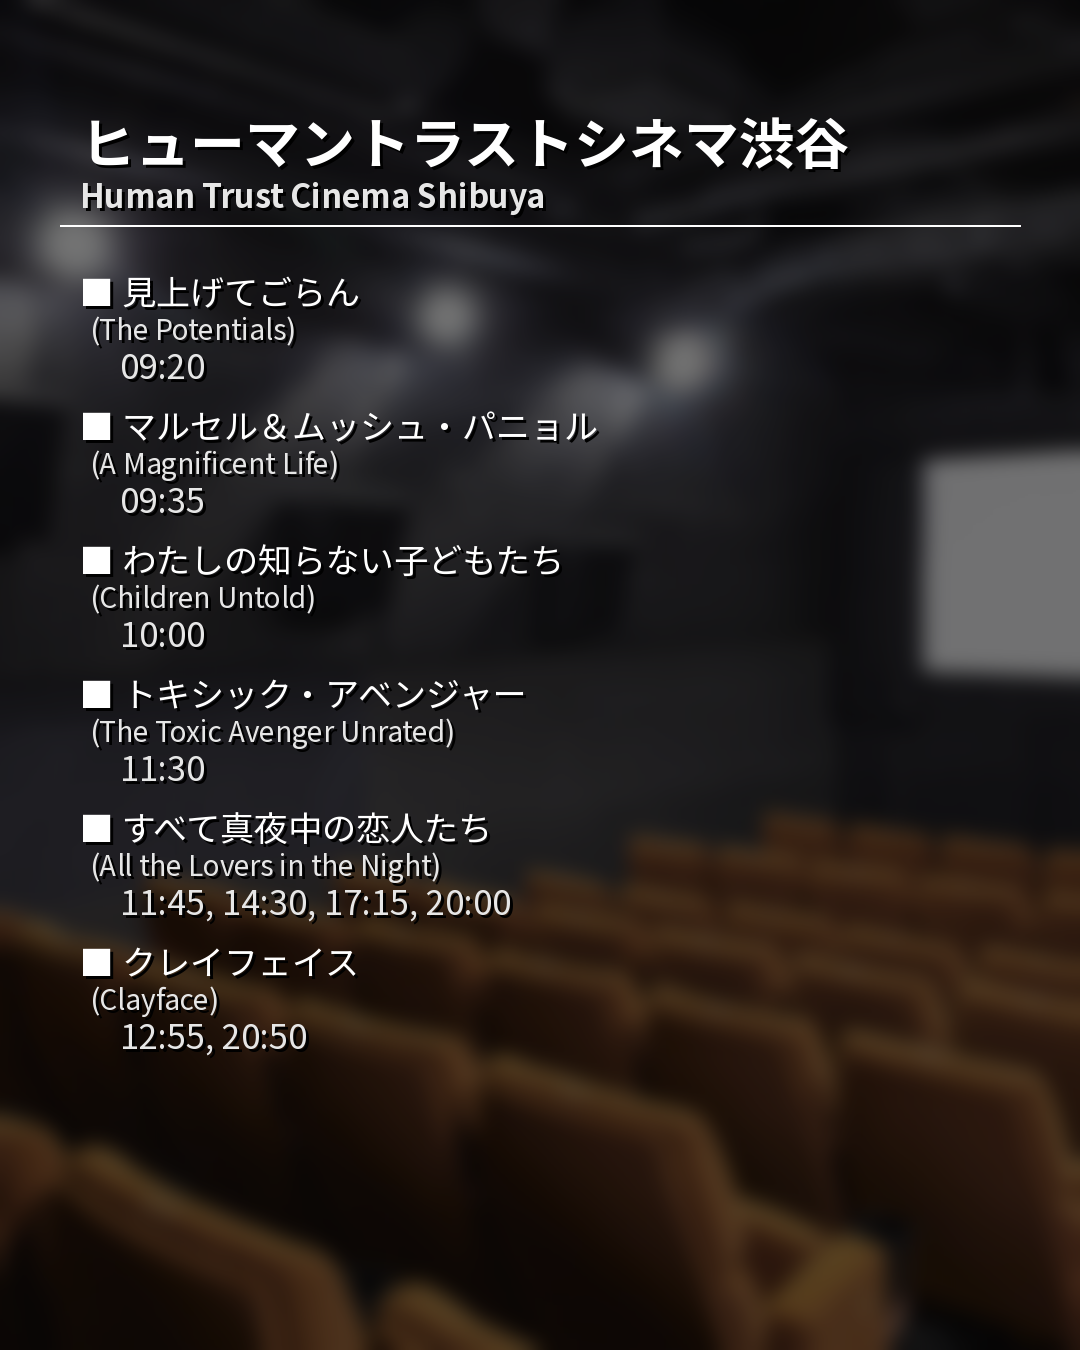 ヒューマントラストシネマ渋谷
Human Trust Cinema Shibuya
■ 見上げてごらん
(The Potentials)
09:20
■ マルセル＆ムッシュ・パニョル
(A Magnificent Life)
09:35
■ わたしの知らない子どもたち
(Children Untold)
10:00
■ トキシック・アベンジャー
(The Toxic Avenger Unrated)
11:30
■ すべて真夜中の恋人たち
(All the Lovers in the Night)
11:45, 14:30, 17:15, 20:00
■ クレイフェイス
(Clayface)
12:55, 20:50